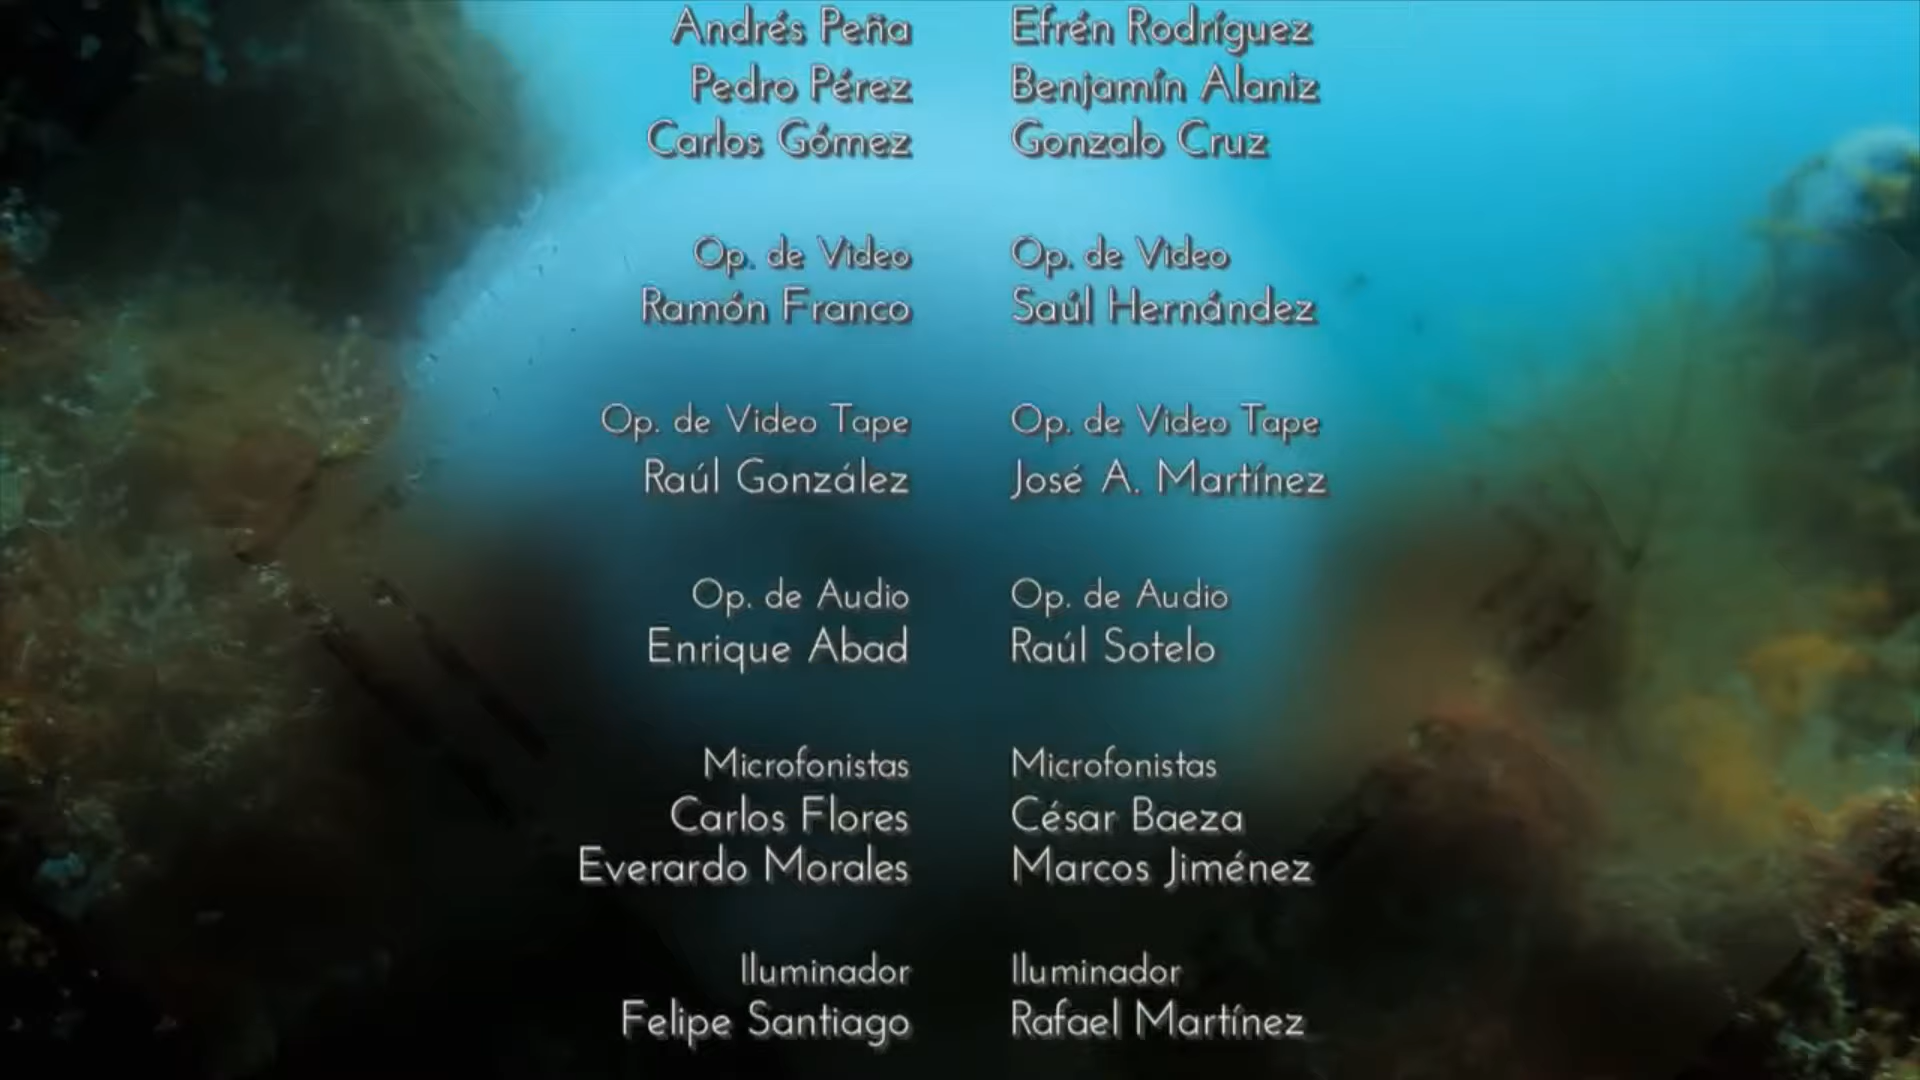 Andrés Peña
Efrén Rodríguez
Pedro Pérez
Benjamín Alaniz
Carlos Gómez
Gonzalo Cruz
Op. de Video
Op. de Video
Ramón Franco
Saúl Hernández
Op. de Video Tape
Op. de Video Tape
Raúl González
José A. Martínez
Op. de Audio
Op. de Audio
Enrique Abad
Raúl Sotelo
Microfonistas
Microfonistas
Carlos Flores
César Baeza
Everardo Morales
Marcos Jiménez
Iluminador
Iluminador
Felipe Santiago
Rafael Martínez